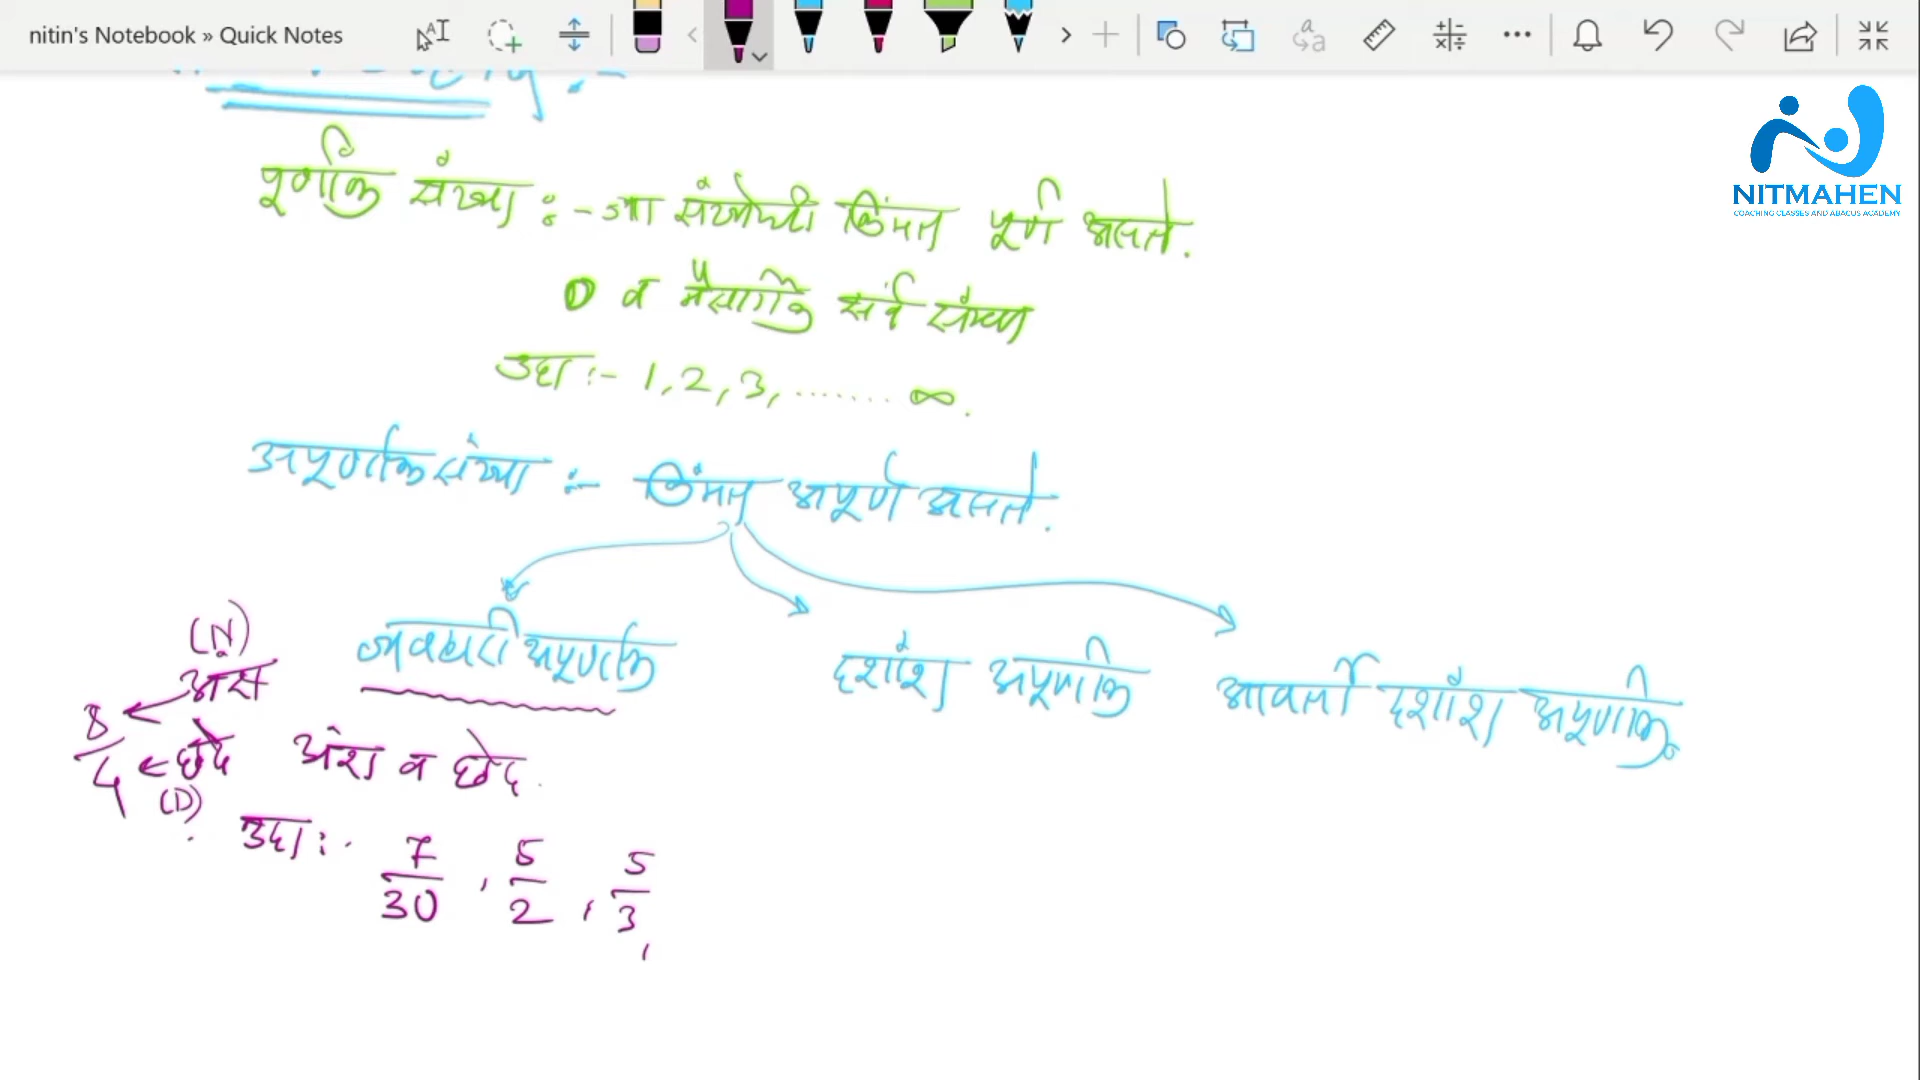 nitin's Notebook » Quick Notes
NITMAHEN
COACHING CLASSES AND ABACUS ACADEMY
पूर्णांक संख्या :- ज्या संख्येची किंमत पूर्ण असते.
0 व नैसर्गिक सर्व संख्या
उदा :- 1, 2, 3, ....... ∞.
अपूर्णांक संख्या :- किंमत अपूर्ण असते.
व्यवहारी अपूर्णांक दशांश अपूर्णांक आवर्ती दशांश अपूर्णांक.
(N)
अंश
8/4 ← छेद
(D)
अंश व छेद.
उदा :- 7/30 , 5/2 , 5/3 ,